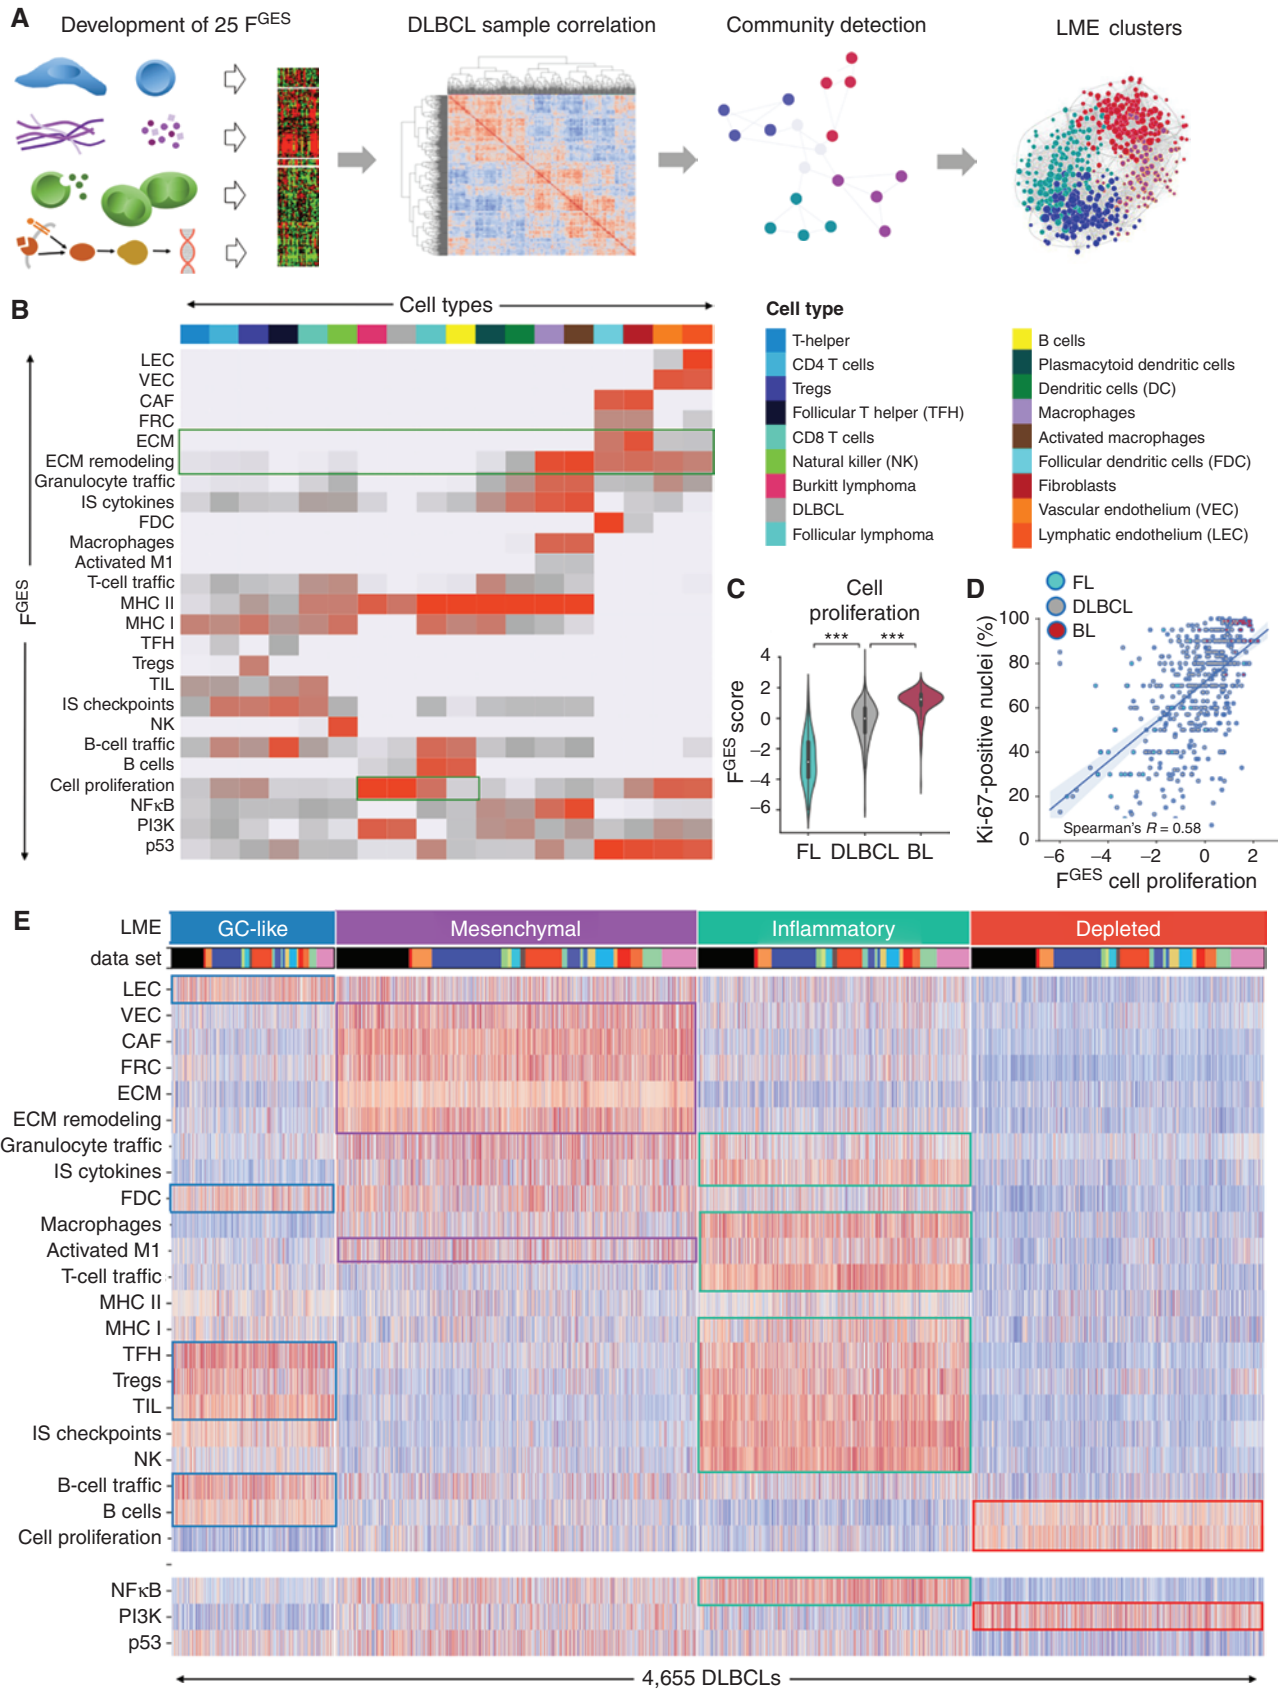 A
Development of 25 F^GES
DLBCL sample correlation
Community detection
LME clusters
B
Cell types
F^GES
LEC
VEC
CAF
FRC
ECM
ECM remodeling
Granulocyte traffic
IS cytokines
FDC
Macrophages
Activated M1
T-cell traffic
MHC II
MHC I
TFH
Tregs
TIL
IS checkpoints
NK
B-cell traffic
B cells
Cell proliferation
NFκB
PI3K
p53
Cell type
T-helper
CD4 T cells
Tregs
Follicular T helper (TFH)
CD8 T cells
Natural killer (NK)
Burkitt lymphoma
DLBCL
Follicular lymphoma
B cells
Plasmacytoid dendritic cells
Dendritic cells (DC)
Macrophages
Activated macrophages
Follicular dendritic cells (FDC)
Fibroblasts
Vascular endothelium (VEC)
Lymphatic endothelium (LEC)
C
Cell
proliferation
*** ***
F^GES score
4
2
0
−2
−4
−6
FL DLBCL BL
D
FL
DLBCL
BL
Ki-67-positive nuclei (%)
100
80
60
40
20
0
Spearman's R = 0.58
−6 −4 −2 0 2
F^GES cell proliferation
E
LME GC-like Mesenchymal Inflammatory Depleted
data set
LEC
VEC
CAF
FRC
ECM
ECM remodeling
Granulocyte traffic
IS cytokines
FDC
Macrophages
Activated M1
T-cell traffic
MHC II
MHC I
TFH
Tregs
TIL
IS checkpoints
NK
B-cell traffic
B cells
Cell proliferation
NFκB
PI3K
p53
4,655 DLBCLs